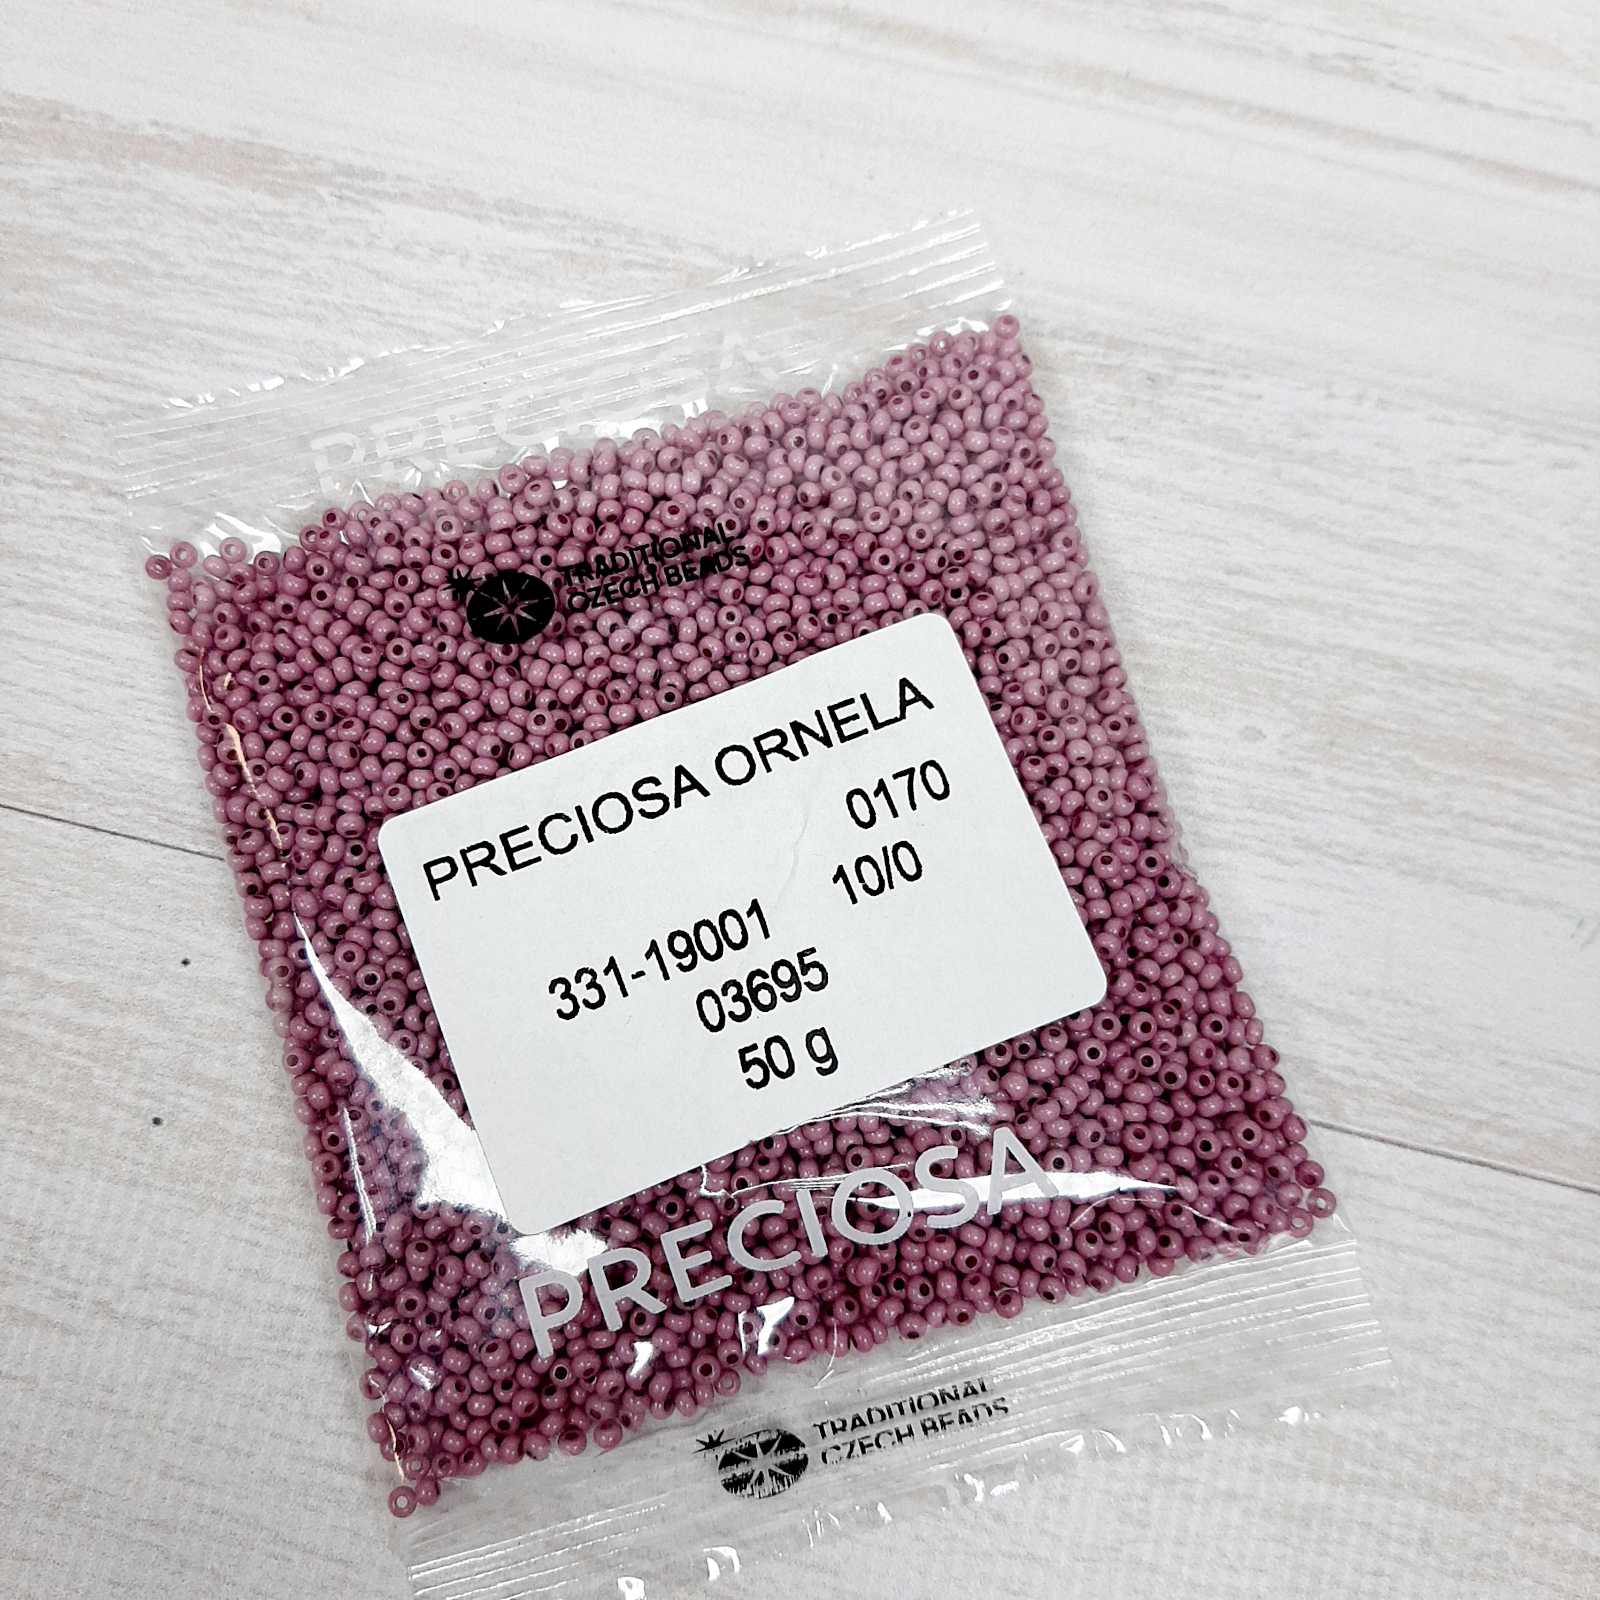 PRECIOSA
TRADITIONAL
CZECH BEADS
PRECIOSA ORNELA
0170
331-19001 10/0
03695
50 g
PRECIOSA
TRADITIONAL
CZECH BEADS